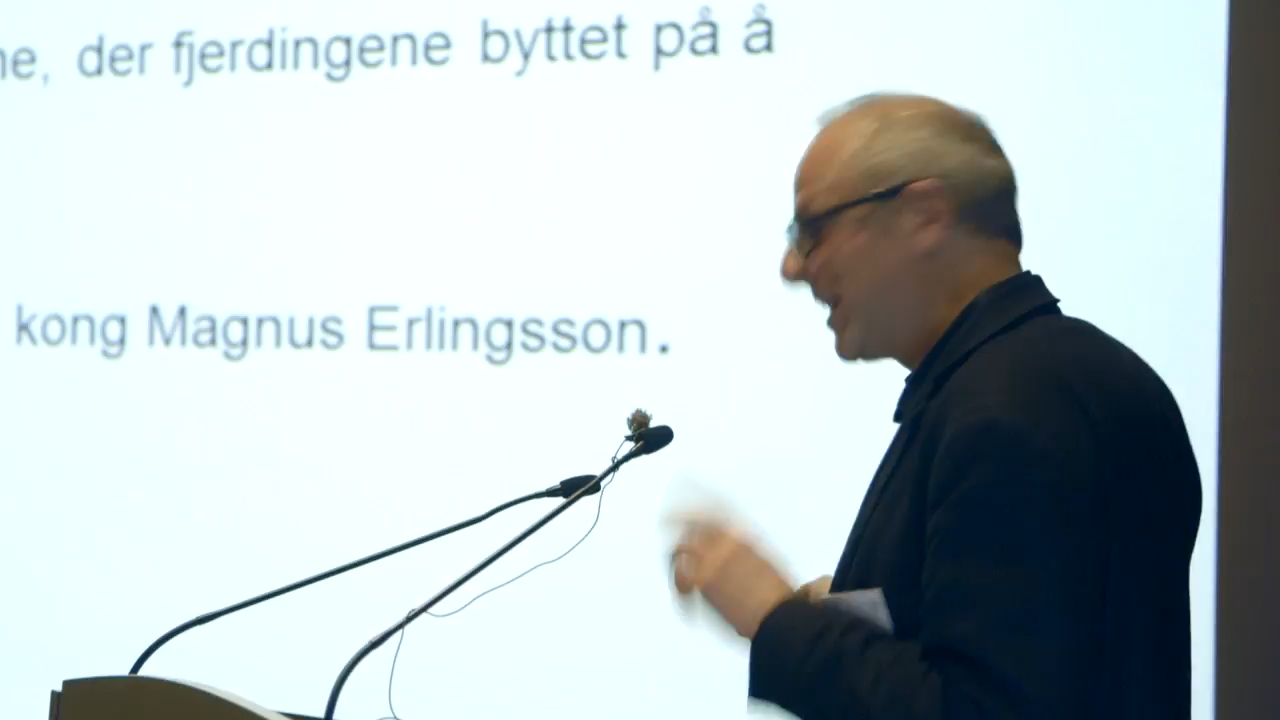 ne, der fjerdingene byttet på å
kong Magnus Erlingsson.